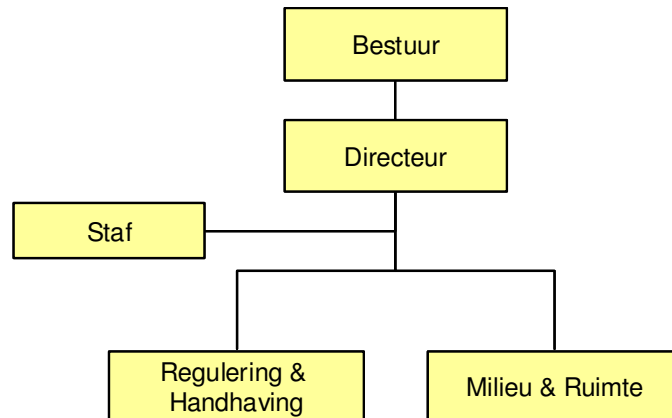 Bestuur
Directeur
Staf
Regulering &
Handhaving
Milieu & Ruimte